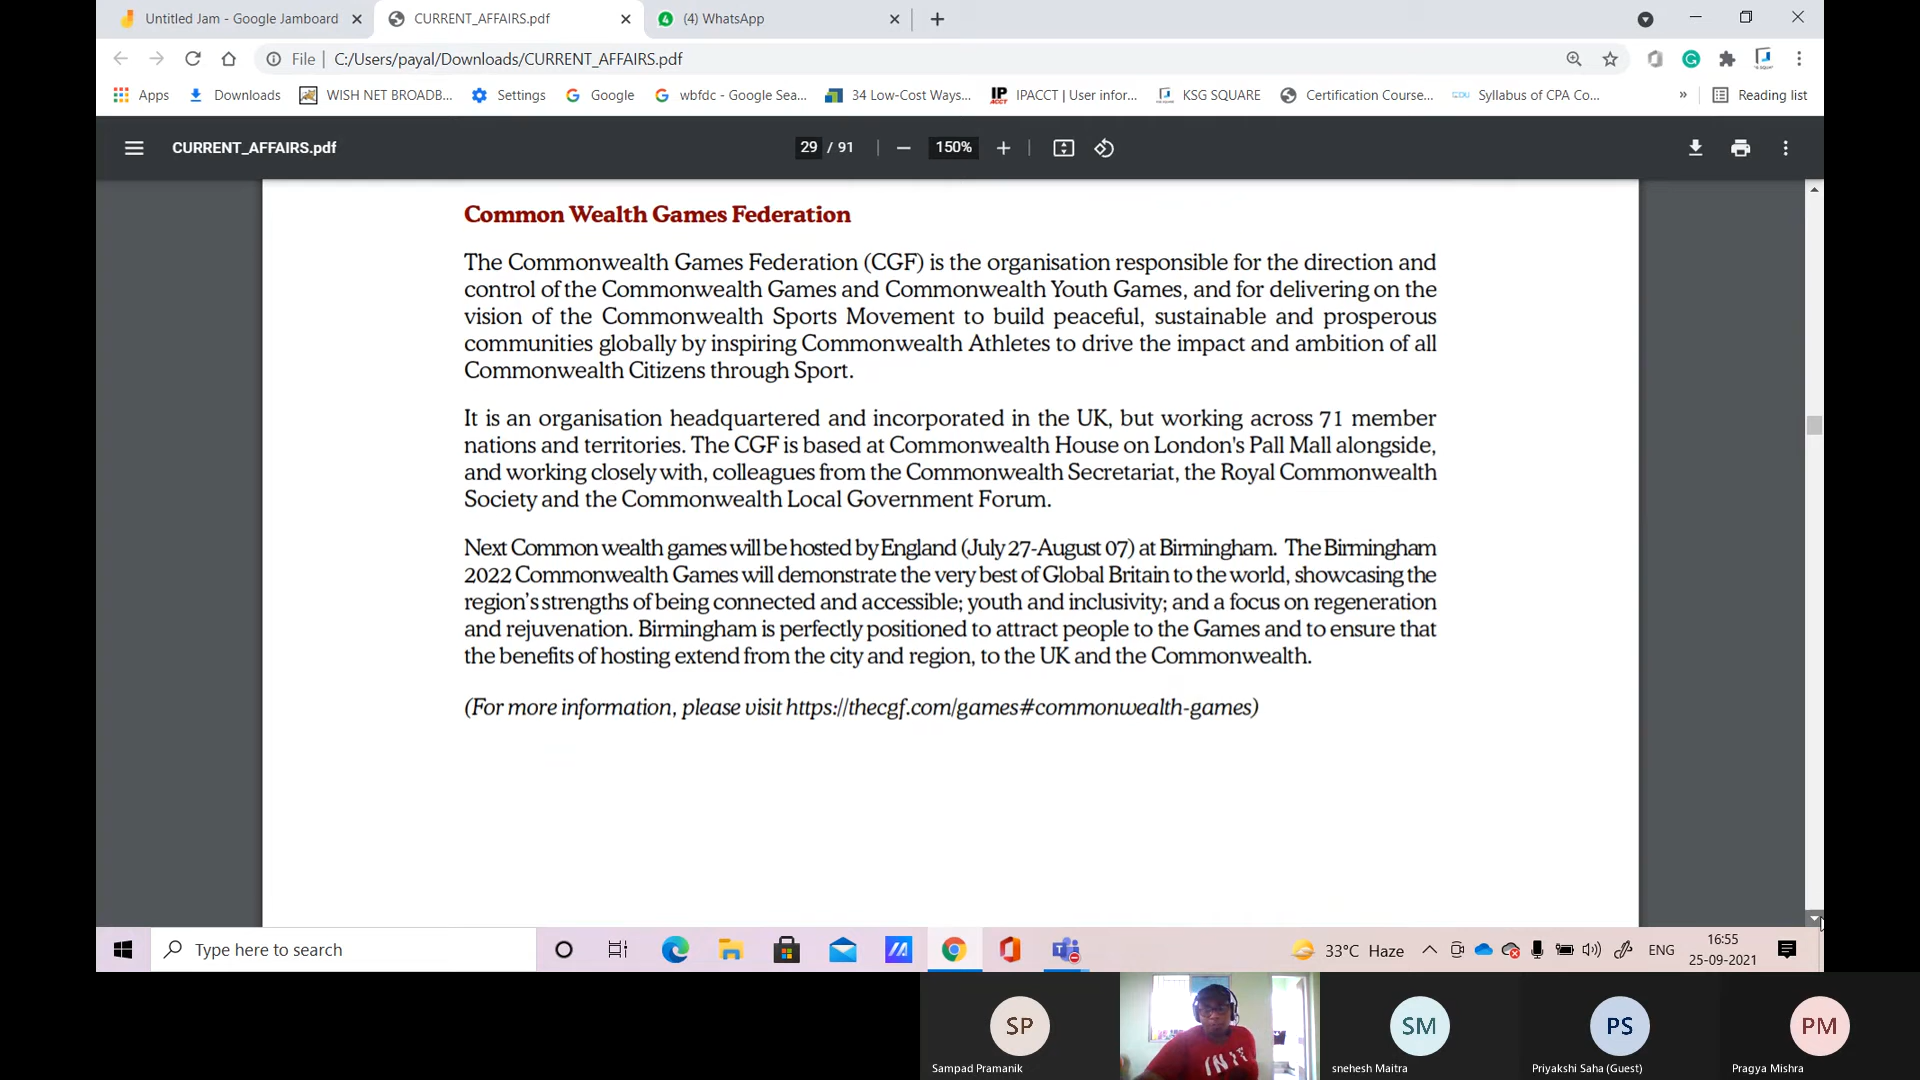 Untitled Jam - Google Jamboard
CURRENT_AFFAIRS.pdf
(4) WhatsApp
File | C:/Users/payal/Downloads/CURRENT_AFFAIRS.pdf
Apps Downloads WISH NET BROADB... Settings Google wbfdc - Google Sea... 34 Low-Cost Ways... IPACCT | User infor... KSG SQUARE Certification Course... Syllabus of CPA Co... » Reading list
CURRENT_AFFAIRS.pdf 29 / 91 150%
Common Wealth Games Federation
The Commonwealth Games Federation (CGF) is the organisation responsible for the direction and
control of the Commonwealth Games and Commonwealth Youth Games, and for delivering on the
vision of the Commonwealth Sports Movement to build peaceful, sustainable and prosperous
communities globally by inspiring Commonwealth Athletes to drive the impact and ambition of all
Commonwealth Citizens through Sport.
It is an organisation headquartered and incorporated in the UK, but working across 71 member
nations and territories. The CGF is based at Commonwealth House on London's Pall Mall alongside,
and working closely with, colleagues from the Commonwealth Secretariat, the Royal Commonwealth
Society and the Commonwealth Local Government Forum.
Next Common wealth games will be hosted by England (July 27-August 07) at Birmingham. The Birmingham
2022 Commonwealth Games will demonstrate the very best of Global Britain to the world, showcasing the
region's strengths of being connected and accessible; youth and inclusivity; and a focus on regeneration
and rejuvenation. Birmingham is perfectly positioned to attract people to the Games and to ensure that
the benefits of hosting extend from the city and region, to the UK and the Commonwealth.
(For more information, please visit https://thecgf.com/games#commonwealth-games)
Type here to search
33°C Haze
ENG
16:55
25-09-2021
SP SM PS PM
Sampad Pramanik snehesh Maitra Priyakshi Saha (Guest) Pragya Mishra